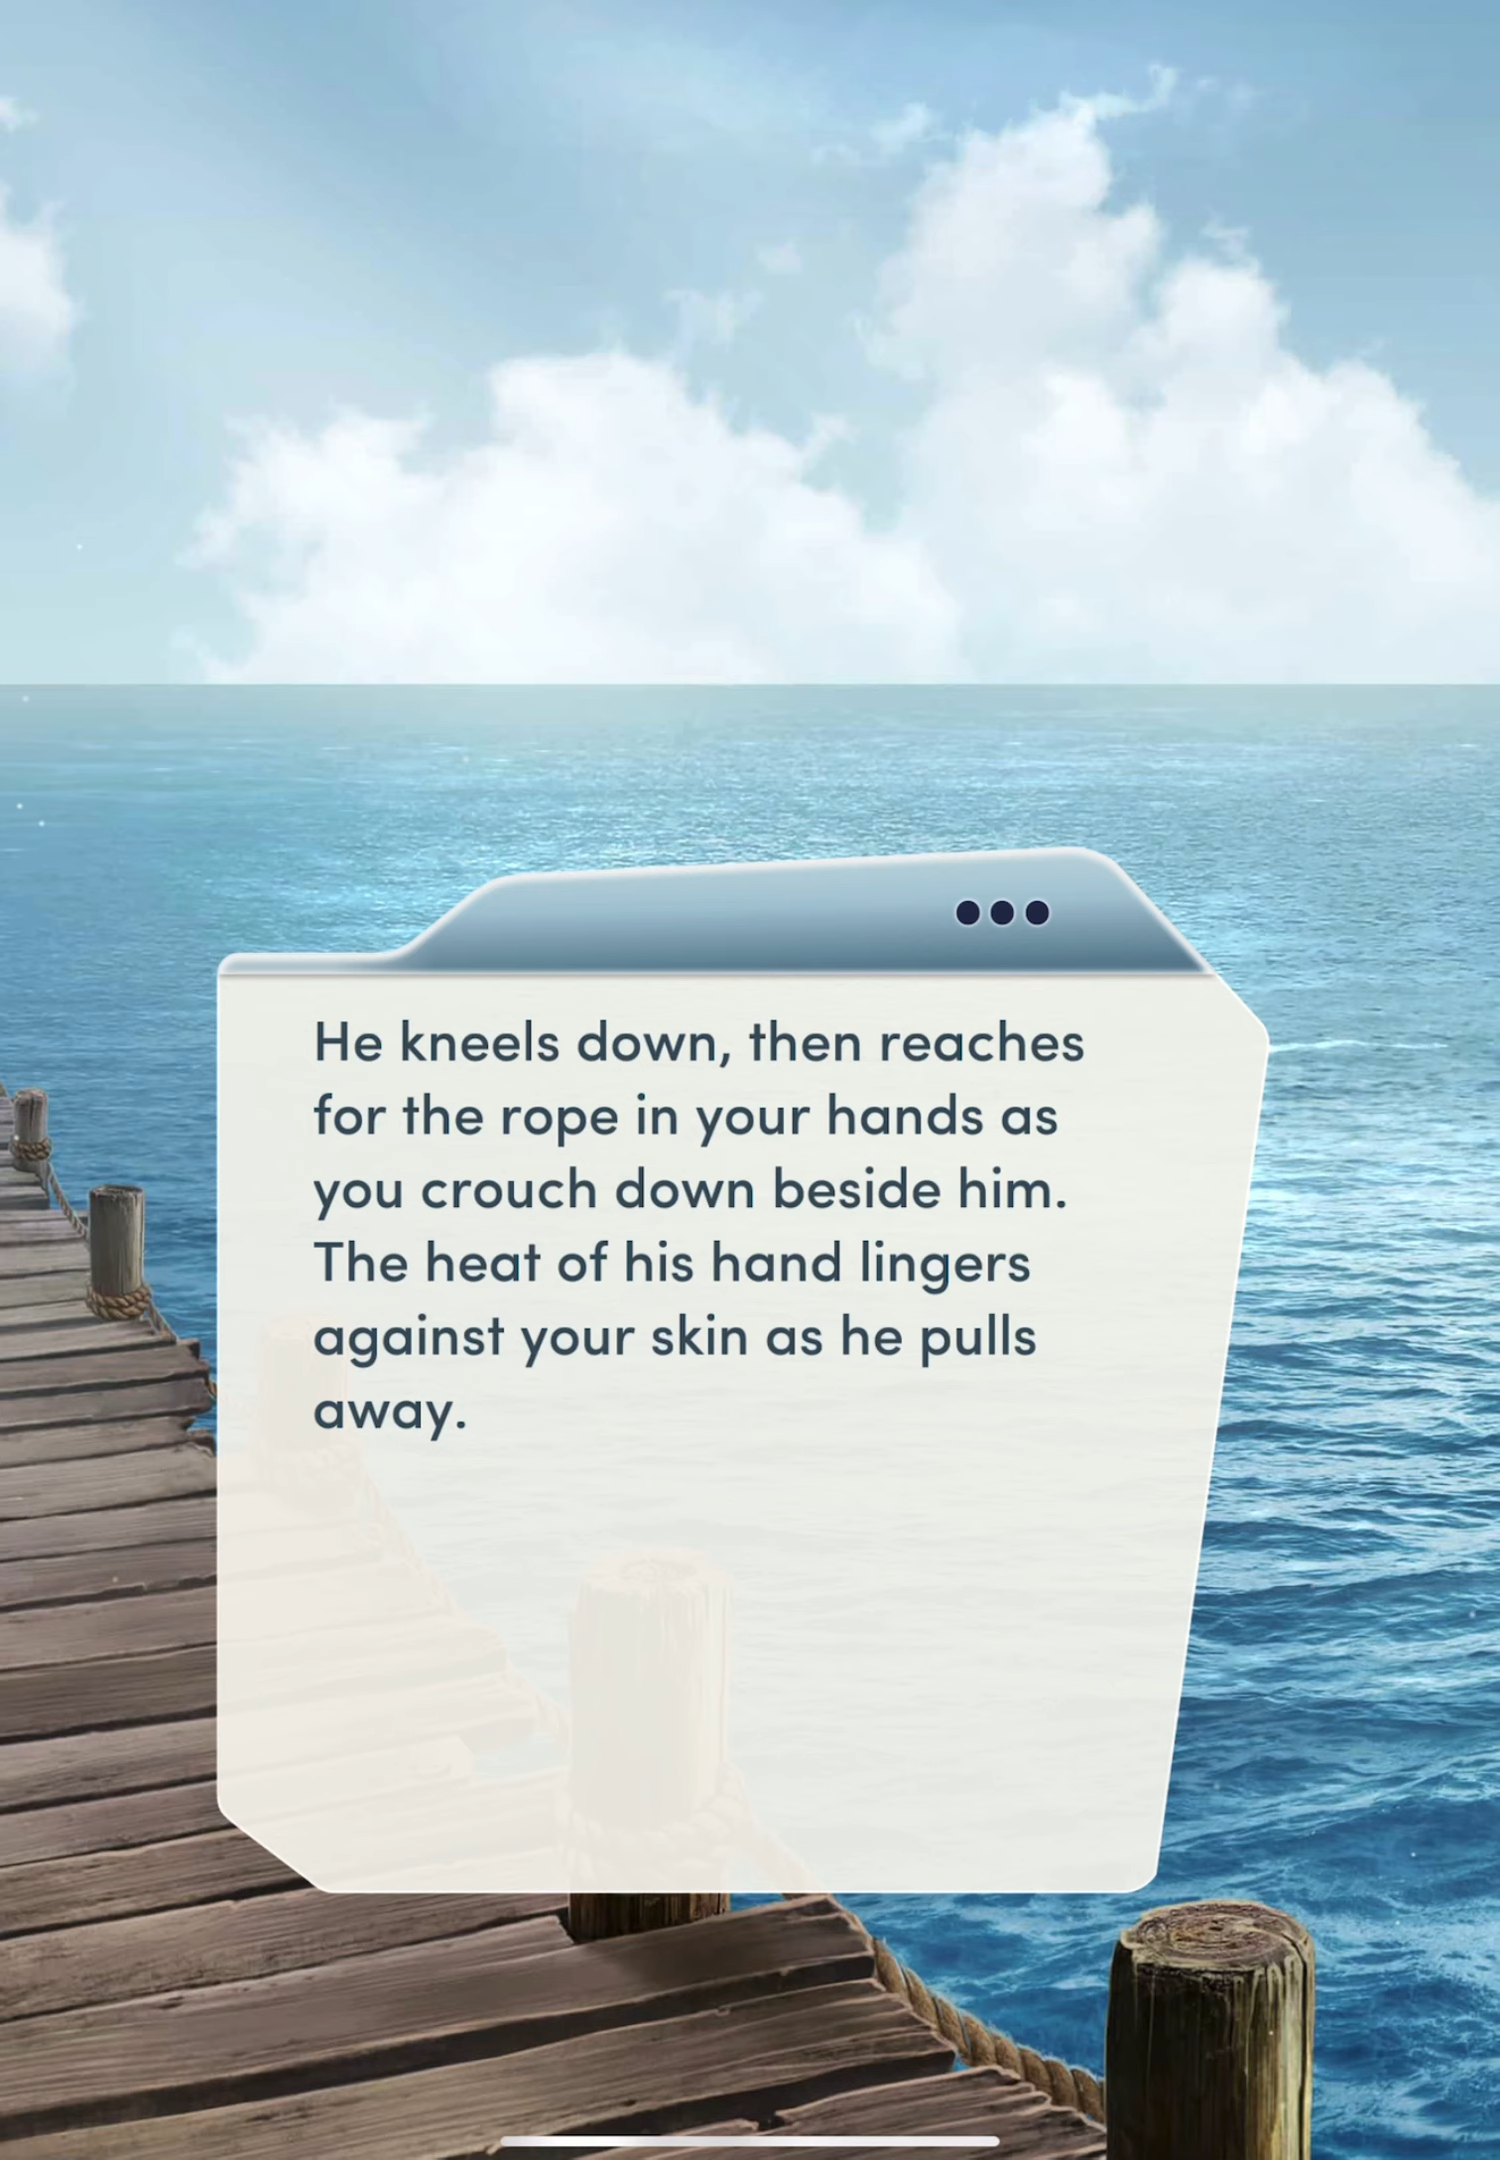 He kneels down, then reaches
for the rope in your hands as
you crouch down beside him.
The heat of his hand lingers
against your skin as he pulls
away.